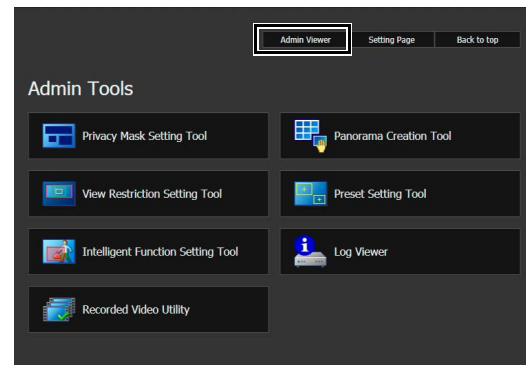 Admin Viewer Setting Page Back to top
Admin Tools
Privacy Mask Setting Tool Panorama Creation Tool
View Restriction Setting Tool Preset Setting Tool
Intelligent Function Setting Tool Log Viewer
Recorded Video Utility